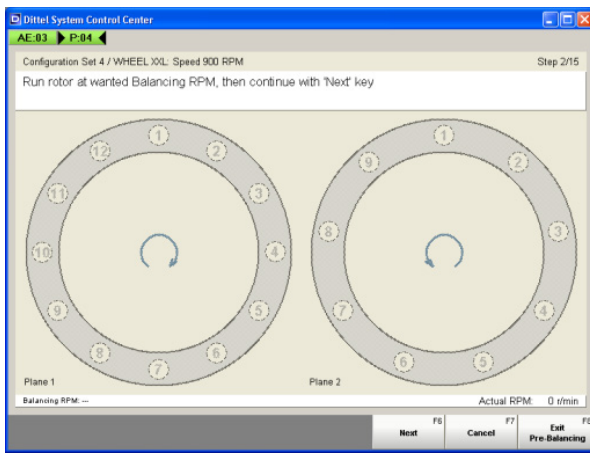 Dittel System Control Center
AE:03 P:04
Configuration Set 4 / WHEEL XXL: Speed 900 RPM Step 2/15
Run rotor at wanted Balancing RPM, then continue with 'Next' key
1 2 3 4 5 6 7 8 9 10 11 12
1 2 3 4 5 6 7 8 9
Plane 1 Plane 2
Balancing RPM: --- Actual RPM: 0 r/min
F6 F7 F8
Next Cancel Exit
Pre-Balancing